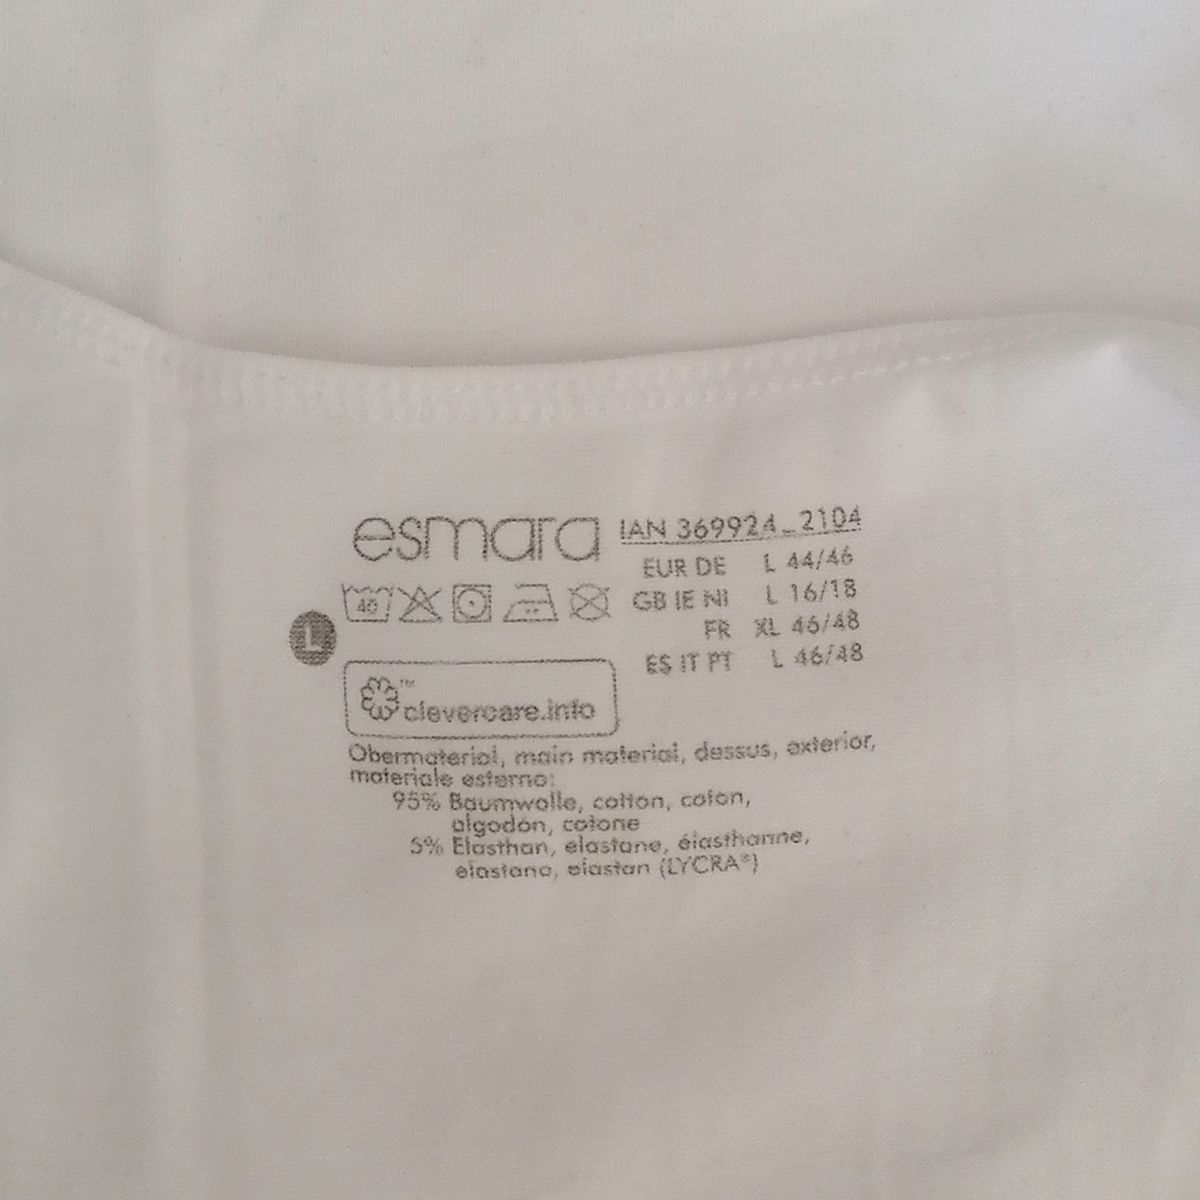 esmara
IAN 369924_2104
EUR DE L 44/46
GB IE NI L 16/18
FR XL 46/48
ES IT PT L 46/48
40
L
clevercare.info™
Obermaterial, main material, dessus, exterior,
materiale esterno:
95% Baumwolle, cotton, coton,
algodón, cotone
5% Elasthan, elastane, élasthanne,
elastano, elastan (LYCRA®)